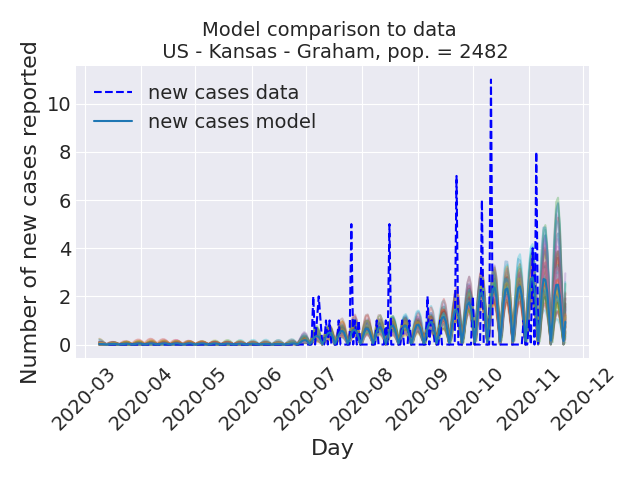 Model comparison to data
US - Kansas - Graham, pop. = 2482
Number of new cases reported
10
8
6
4
2
0
new cases data
new cases model
2020-03
2020-04
2020-05
2020-06
2020-07
2020-08
2020-09
2020-10
2020-11
2020-12
Day